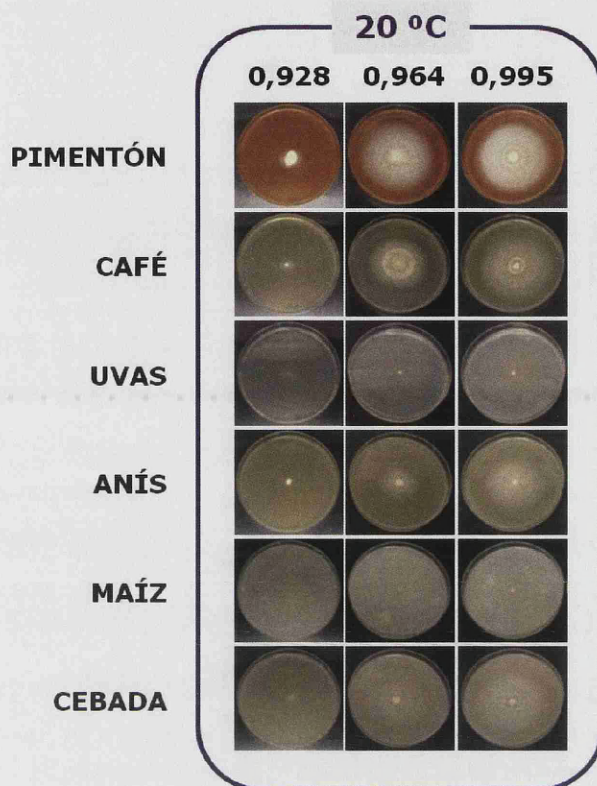 20 ºC
0,928 0,964 0,995
PIMENTÓN
CAFÉ
UVAS
ANÍS
MAÍZ
CEBADA